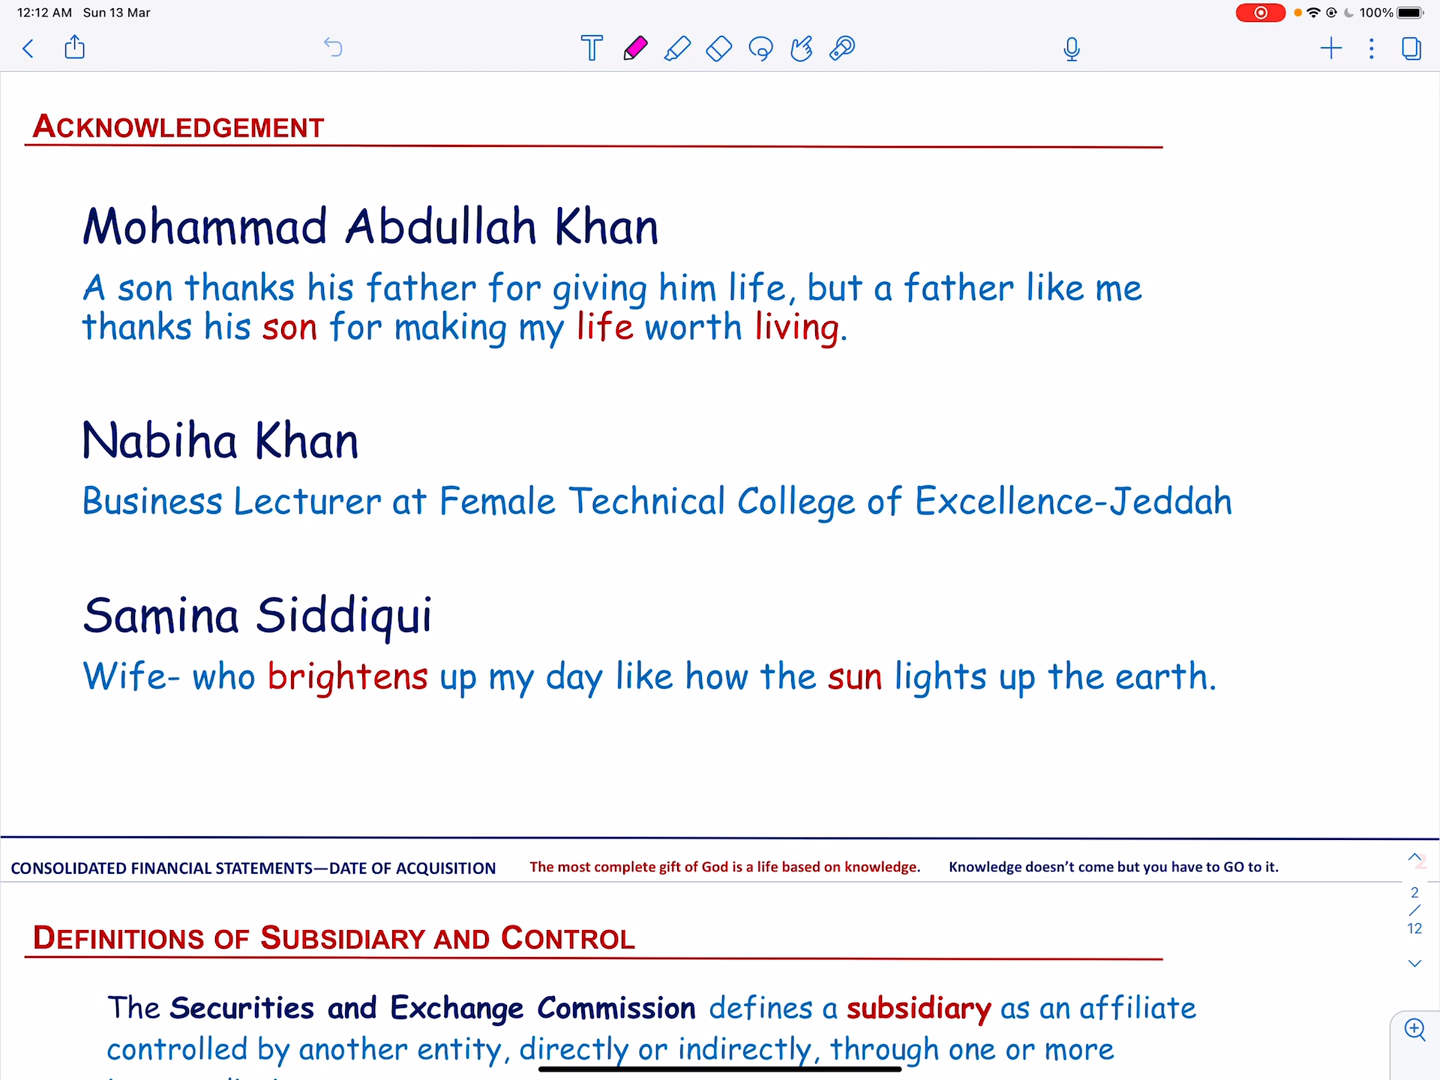 12:12 AM Sun 13 Mar 100%
ACKNOWLEDGEMENT
Mohammad Abdullah Khan
A son thanks his father for giving him life, but a father like me
thanks his son for making my life worth living.
Nabiha Khan
Business Lecturer at Female Technical College of Excellence-Jeddah
Samina Siddiqui
Wife- who brightens up my day like how the sun lights up the earth.
CONSOLIDATED FINANCIAL STATEMENTS—DATE OF ACQUISITION The most complete gift of God is a life based on knowledge. Knowledge doesn't come but you have to GO to it. 2
2
/
12
DEFINITIONS OF SUBSIDIARY AND CONTROL
The Securities and Exchange Commission defines a subsidiary as an affiliate
controlled by another entity, directly or indirectly, through one or more